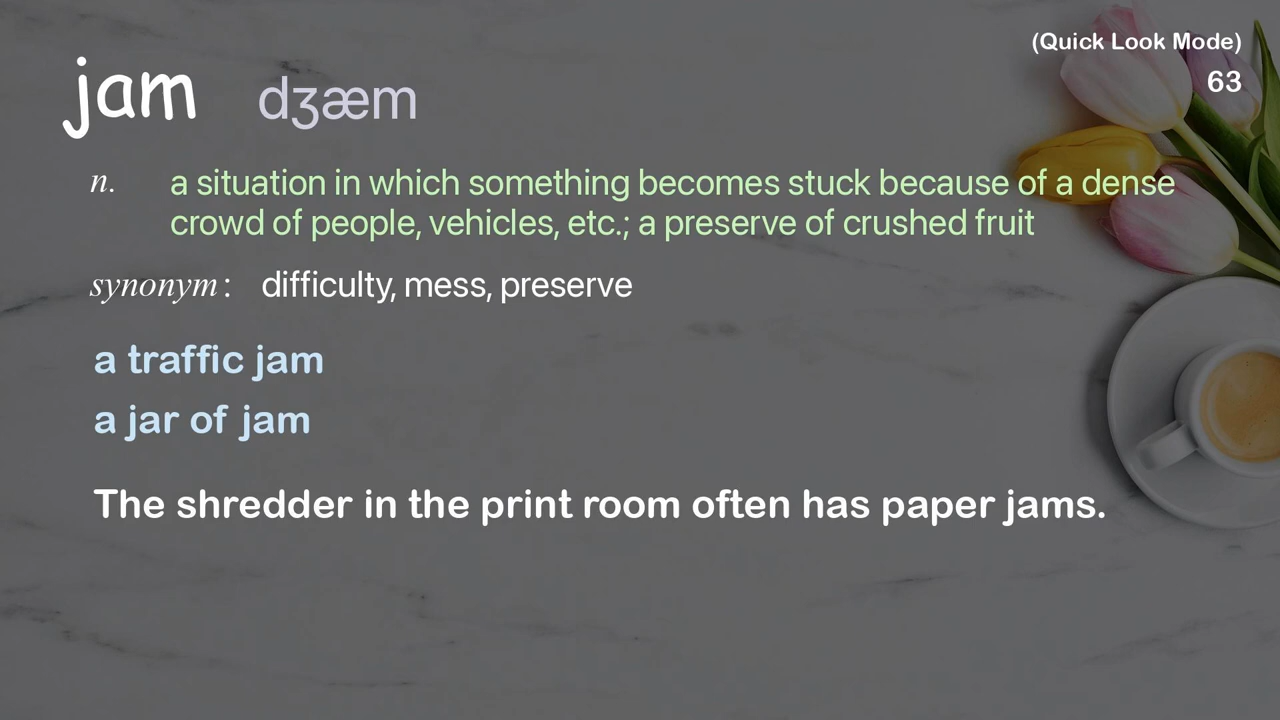 (Quick Look Mode)
63
jam dʒæm
n. a situation in which something becomes stuck because of a dense
crowd of people, vehicles, etc.; a preserve of crushed fruit
synonym: difficulty, mess, preserve
a traffic jam
a jar of jam
The shredder in the print room often has paper jams.